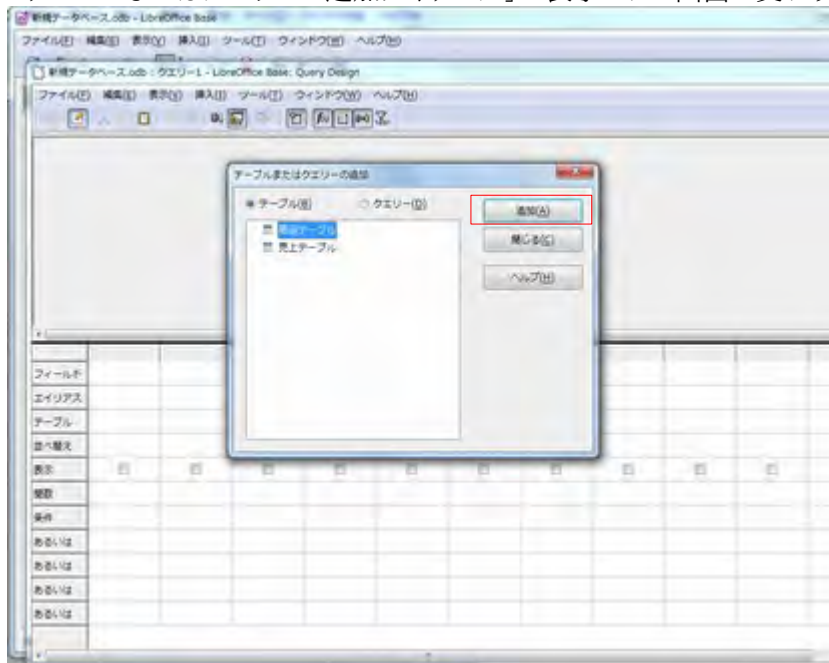 新規データベース.odb - LibreOffice Base
ファイル(F) 編集(E) 表示(V) 挿入(I) ツール(T) ウィンドウ(W) ヘルプ(H)
新規データベース.odb : クエリー1 - LibreOffice Base: Query Design
ファイル(F) 編集(E) 表示(V) 挿入(I) ツール(T) ウィンドウ(W) ヘルプ(H)
テーブルまたはクエリーの追加
テーブル(B) クエリー(D)
追加(A)
テーブル
売上テーブル
閉じる(C)
ヘルプ(H)
フィールド
エイリアス
テーブル
並べ替え
表示
関数
条件
あるいは
あるいは
あるいは
あるいは